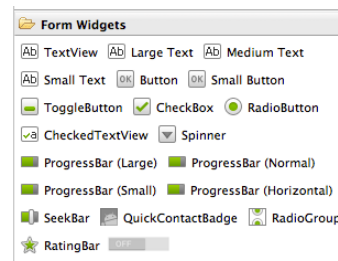 Form Widgets
Ab TextView Ab Large Text Ab Medium Text
Ab Small Text OK Button OK Small Button
ToggleButton CheckBox RadioButton
a CheckedTextView Spinner
ProgressBar (Large) ProgressBar (Normal)
ProgressBar (Small) ProgressBar (Horizontal)
SeekBar QuickContactBadge RadioGroup
RatingBar OFF